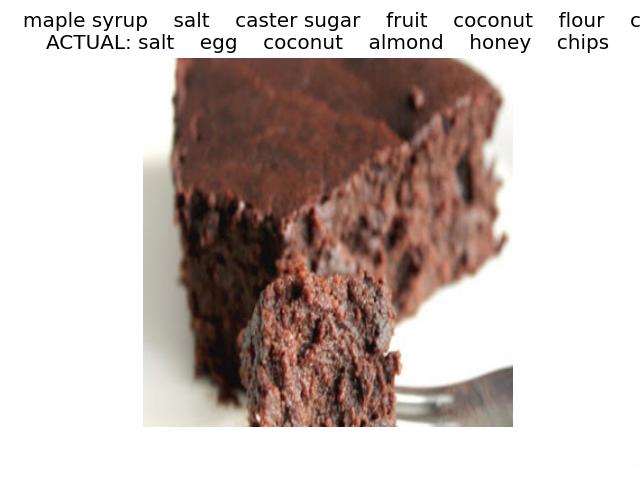 maple syrup salt caster sugar fruit coconut flour c
ACTUAL: salt egg coconut almond honey chips